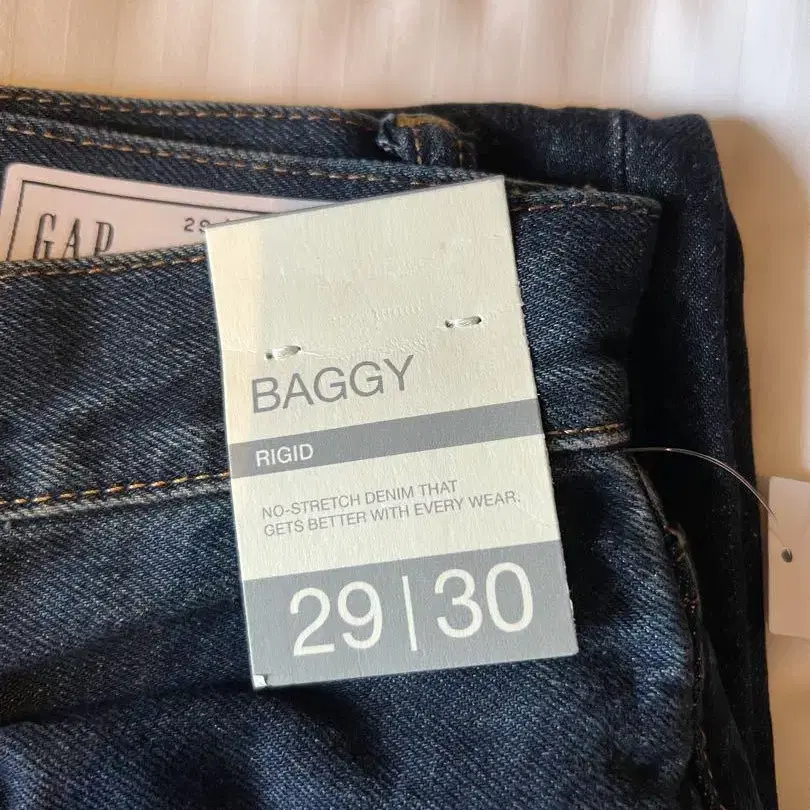 GAP
BAGGY
RIGID
NO-STRETCH DENIM THAT
GETS BETTER WITH EVERY WEAR.
29 | 30